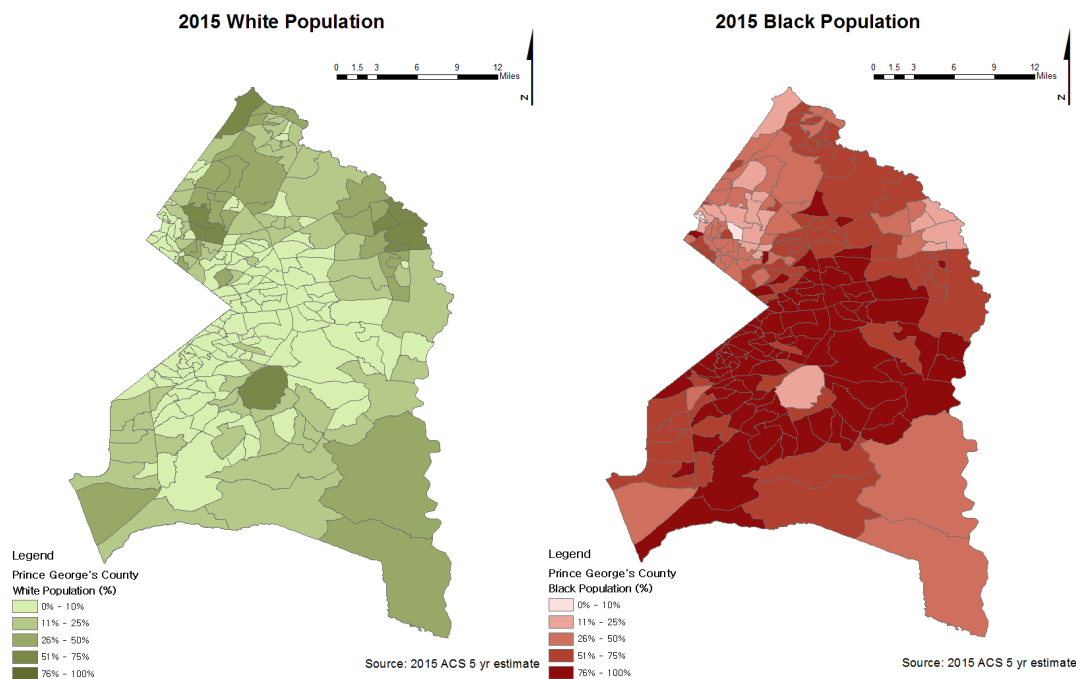 2015 White Population
0 1.5 3 6 9 12
Miles
N
Legend
Prince George's County
White Population (%)
0% - 10%
11% - 25%
26% - 50%
51% - 75%
76% - 100%
Source: 2015 ACS 5 yr estimate
2015 Black Population
0 1.5 3 6 9 12
Miles
N
Legend
Prince George's County
Black Population (%)
0% - 10%
11% - 25%
26% - 50%
51% - 75%
76% - 100%
Source: 2015 ACS 5 yr estimate